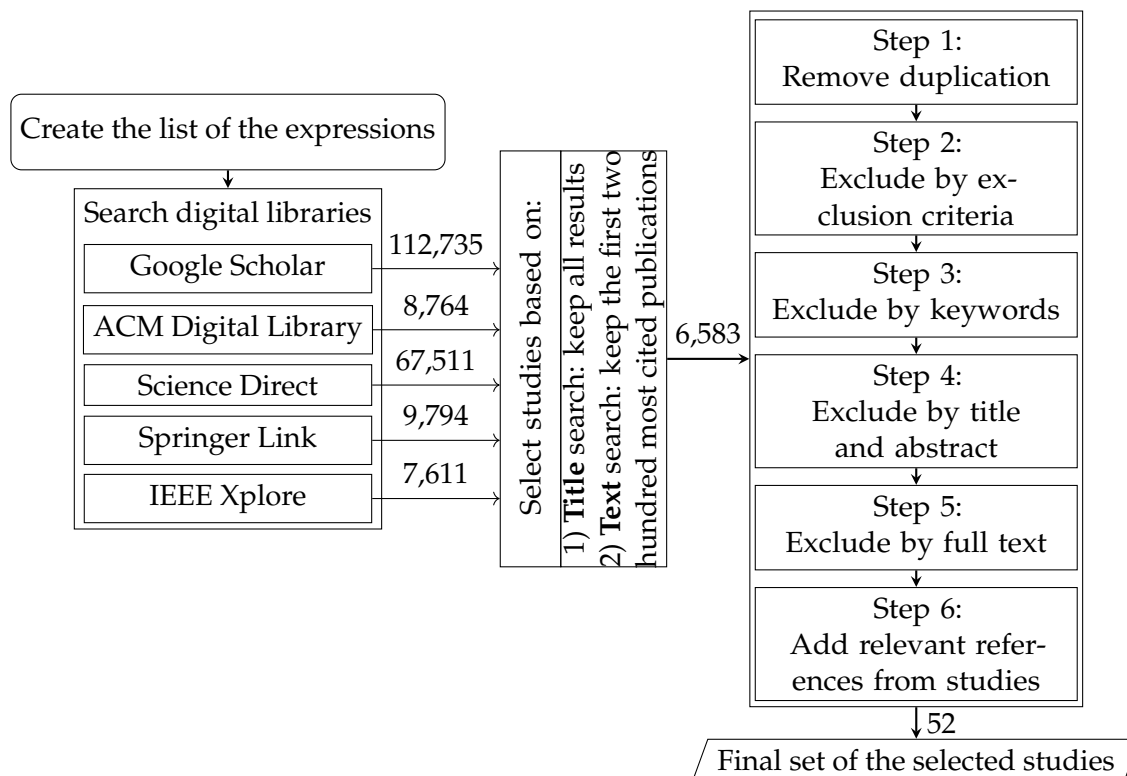 Create the list of the expressions
Search digital libraries
Google Scholar
ACM Digital Library
Science Direct
Springer Link
IEEE Xplore
112,735
8,764
67,511
9,794
7,611
Select studies based on:
1) Title search: keep all results
2) Text search: keep the first two
hundred most cited publications
6,583
Step 1:
Remove duplication
Step 2:
Exclude by ex-
clusion criteria
Step 3:
Exclude by keywords
Step 4:
Exclude by title
and abstract
Step 5:
Exclude by full text
Step 6:
Add relevant refer-
ences from studies
52
Final set of the selected studies